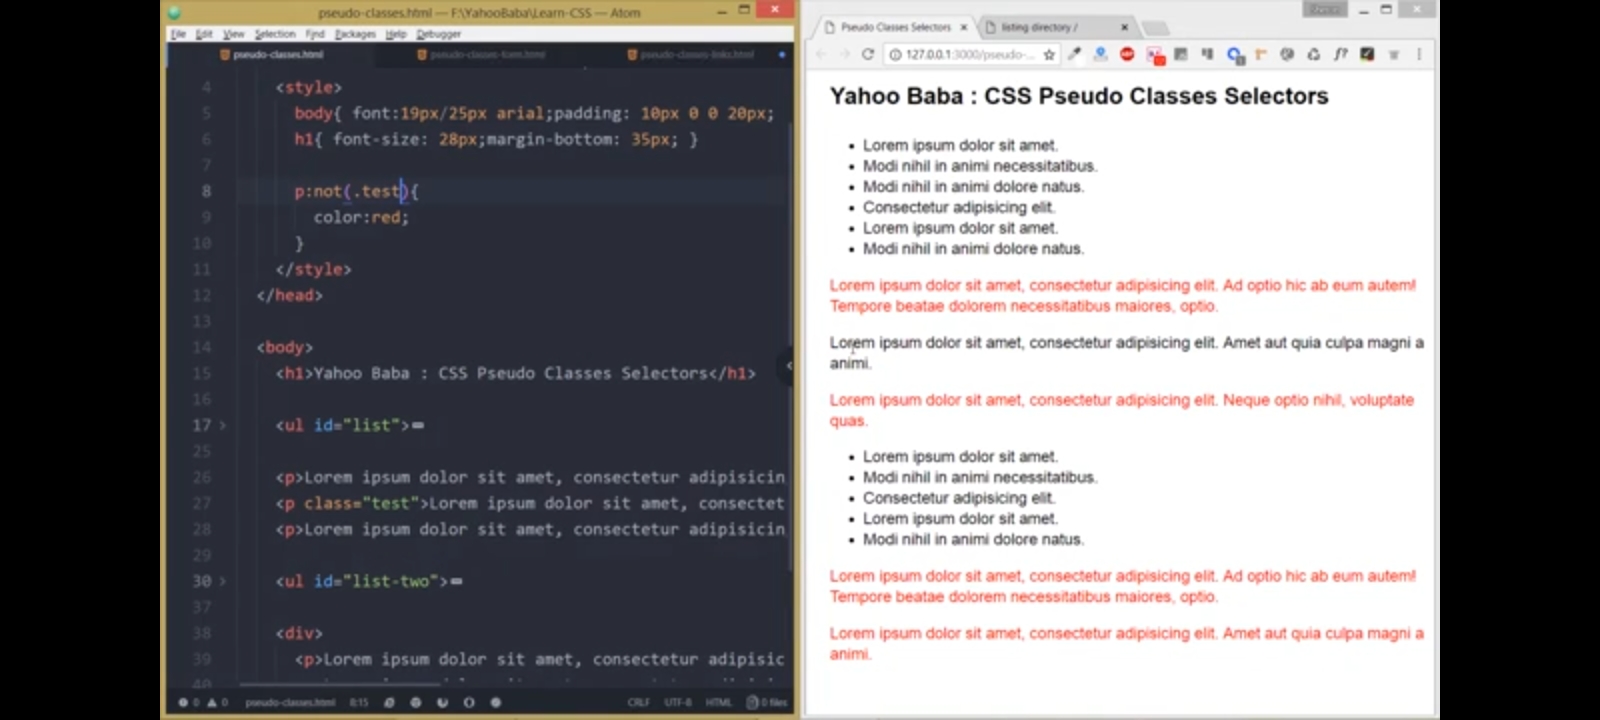 pseudo-classes.html — F:\YahooBaba\Learn-CSS — Atom
File Edit View Selection Find Packages Help Debugger
pseudo-classes.html pseudo-classes-form.html pseudo-classes-links.html
4 <style>
5 body{ font:19px/25px arial;padding: 10px 0 0 20px;
6 h1{ font-size: 28px;margin-bottom: 35px; }
7
8 p:not(.test){
9 color:red;
10 }
11 </style>
12 </head>
13
14 <body>
15 <h1>Yahoo Baba : CSS Pseudo Classes Selectors</h1>
16
17 <ul id="list">
25
26 <p>Lorem ipsum dolor sit amet, consectetur adipisicin
27 <p class="test">Lorem ipsum dolor sit amet, consectet
28 <p>Lorem ipsum dolor sit amet, consectetur adipisicin
29
30 <ul id="list-two">
37
38 <div>
39 <p>Lorem ipsum dolor sit amet, consectetur adipisic
40
0 0 pseudo-classes.html 8:15 CRLF UTF-8 HTML 0 files
Pseudo Classes Selectors listing directory /
127.0.0.1:3000/pseudo-...
Yahoo Baba : CSS Pseudo Classes Selectors
Lorem ipsum dolor sit amet.
Modi nihil in animi necessitatibus.
Modi nihil in animi dolore natus.
Consectetur adipisicing elit.
Lorem ipsum dolor sit amet.
Modi nihil in animi dolore natus.
Lorem ipsum dolor sit amet, consectetur adipisicing elit. Ad optio hic ab eum autem!
Tempore beatae dolorem necessitatibus maiores, optio.
Lorem ipsum dolor sit amet, consectetur adipisicing elit. Amet aut quia culpa magni a
animi.
Lorem ipsum dolor sit amet, consectetur adipisicing elit. Neque optio nihil, voluptate
quas.
Lorem ipsum dolor sit amet.
Modi nihil in animi necessitatibus.
Consectetur adipisicing elit.
Lorem ipsum dolor sit amet.
Modi nihil in animi dolore natus.
Lorem ipsum dolor sit amet, consectetur adipisicing elit. Ad optio hic ab eum autem!
Tempore beatae dolorem necessitatibus maiores, optio.
Lorem ipsum dolor sit amet, consectetur adipisicing elit. Amet aut quia culpa magni a
animi.